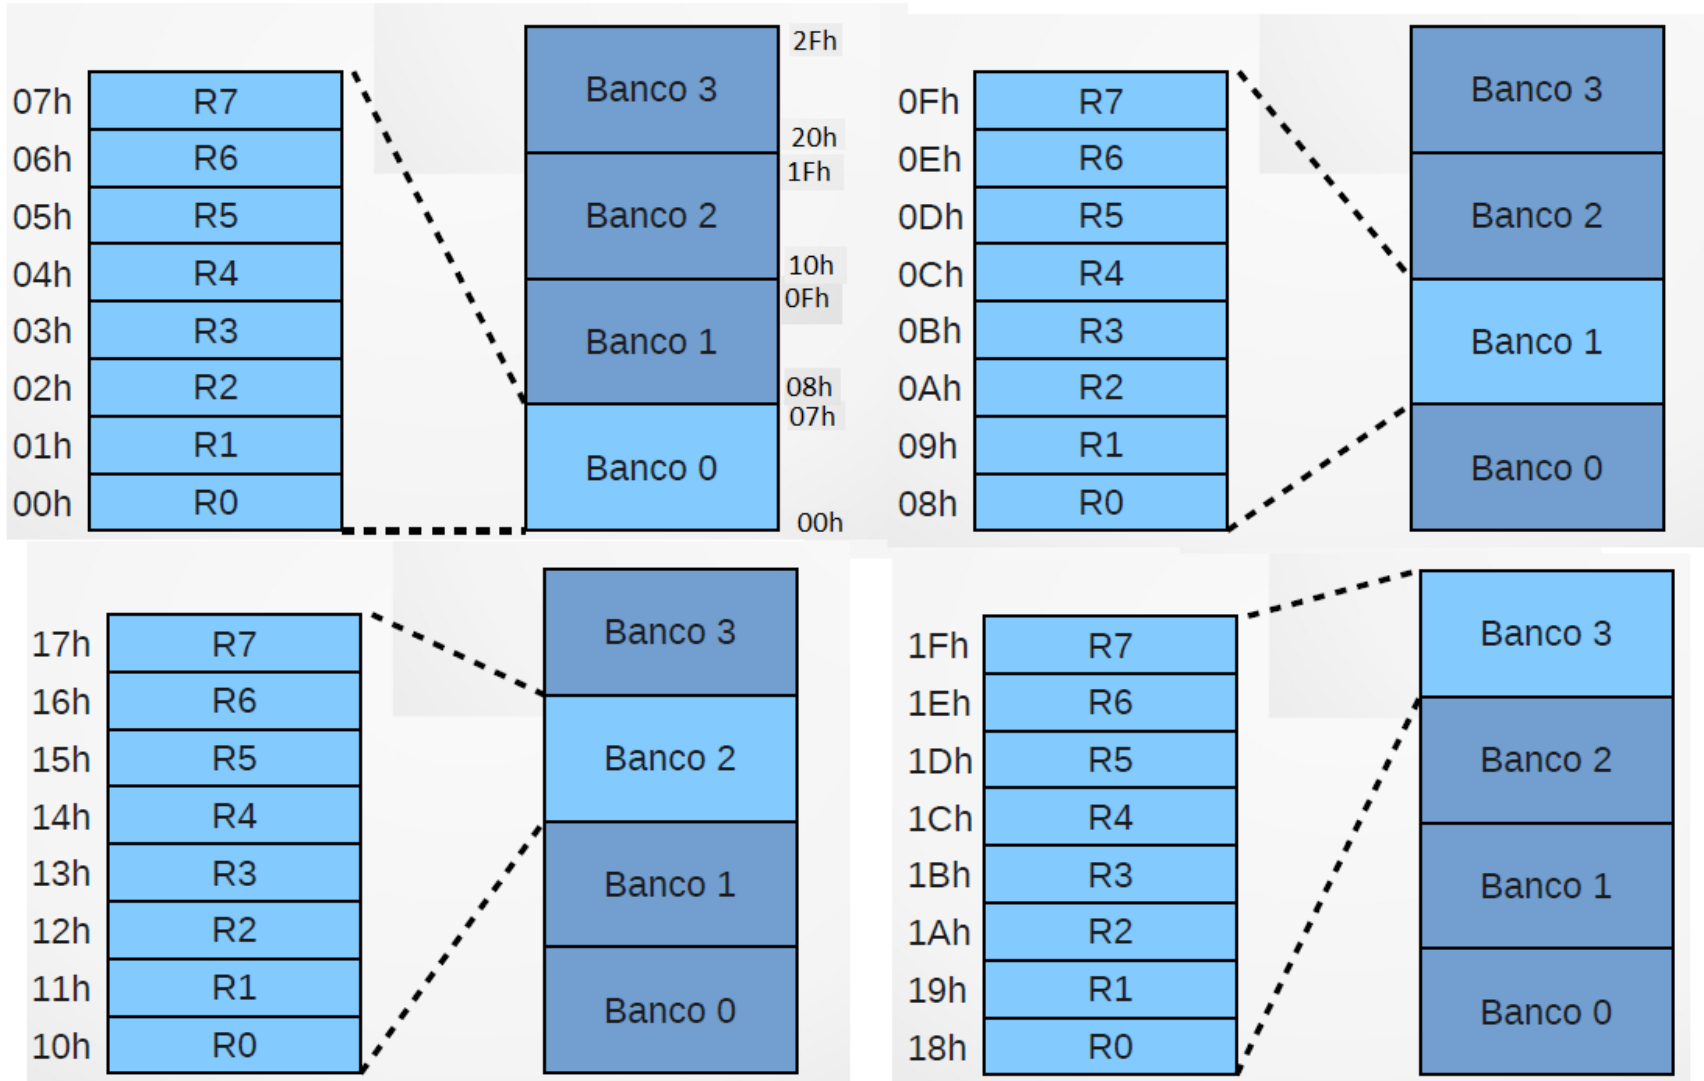 07h R7
06h R6
05h R5
04h R4
03h R3
02h R2
01h R1
00h R0
2Fh
Banco 3
20h
1Fh
Banco 2
10h
0Fh
Banco 1
08h
07h
Banco 0
00h
0Fh R7
0Eh R6
0Dh R5
0Ch R4
0Bh R3
0Ah R2
09h R1
08h R0
Banco 3
Banco 2
Banco 1
Banco 0
17h R7
16h R6
15h R5
14h R4
13h R3
12h R2
11h R1
10h R0
Banco 3
Banco 2
Banco 1
Banco 0
1Fh R7
1Eh R6
1Dh R5
1Ch R4
1Bh R3
1Ah R2
19h R1
18h R0
Banco 3
Banco 2
Banco 1
Banco 0